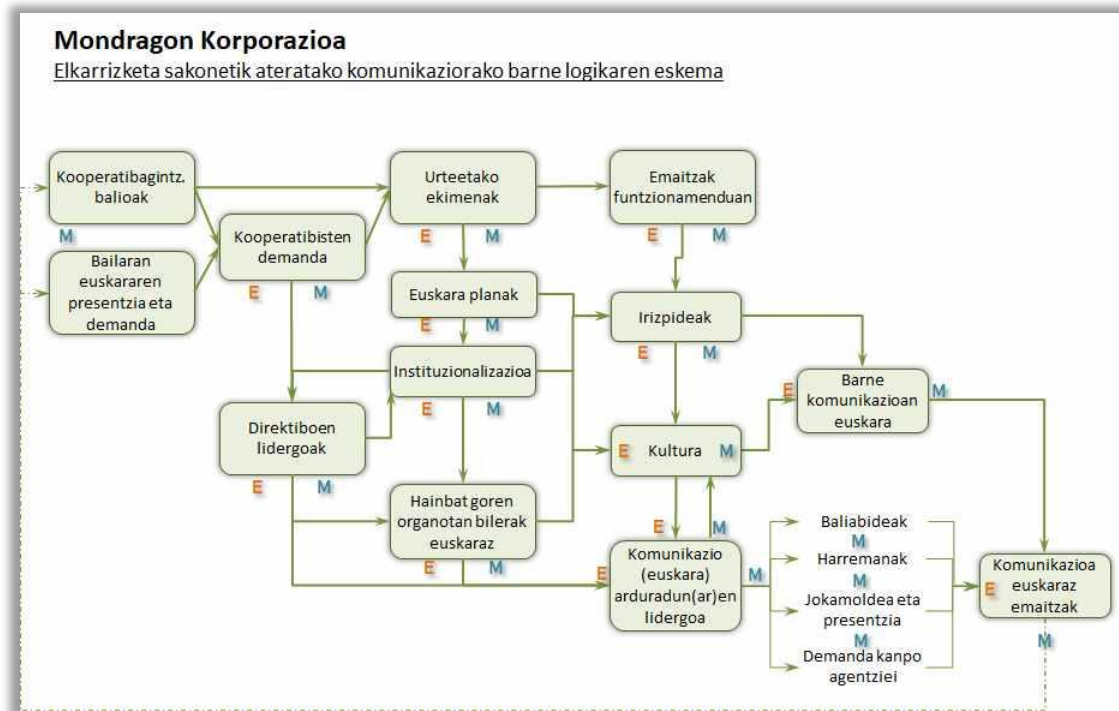 Mondragon Korporazioa
Elkarrizketa sakonetik ateratako komunikaziorako barne logikaren eskema
Kooperatibagintz.
balioak
M
Bailaran
euskararen
presentzia eta
demanda
Kooperatibisten
demanda
E M
Direktiboen
lidergoak
E M
Urteetako
ekimenak
E M
Euskara planak
E M
Instituzionalizazioa
E M
Hainbat goren
organotan bilerak
euskaraz
E M
Emaitzak
funtzionamenduan
E M
Irizpideak
E M
E Kultura M
E M
E Komunikazio M
(euskara)
arduradun(ar)en
lidergoa
E Barne M
komunikazioan
euskara
Baliabideak
M
Harremanak
M
Jokamoldea eta
presentzia
M
Demanda kanpo
agentziei
Komunikazioa
E euskaraz
emaitzak
M